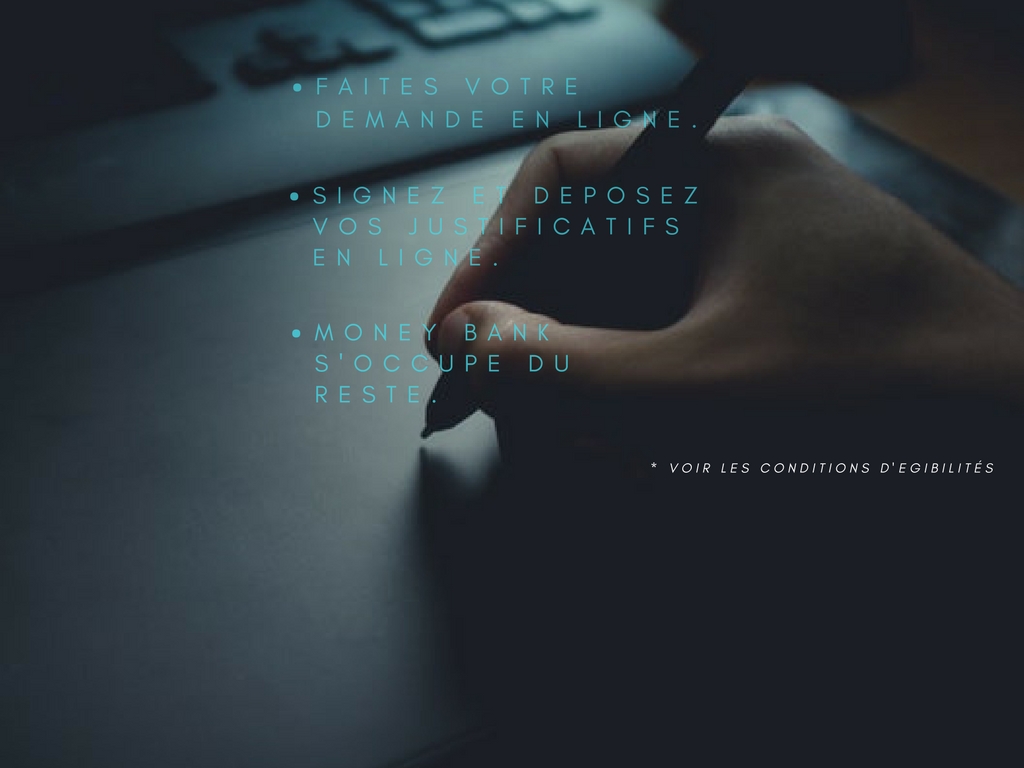 • FAITES VOTRE
DEMANDE EN LIGNE.
• SIGNEZ ET DEPOSEZ
VOS JUSTIFICATIFS
EN LIGNE.
• MONEY BANK
S'OCCUPE DU
RESTE.
* VOIR LES CONDITIONS D'EGIBILITÉS